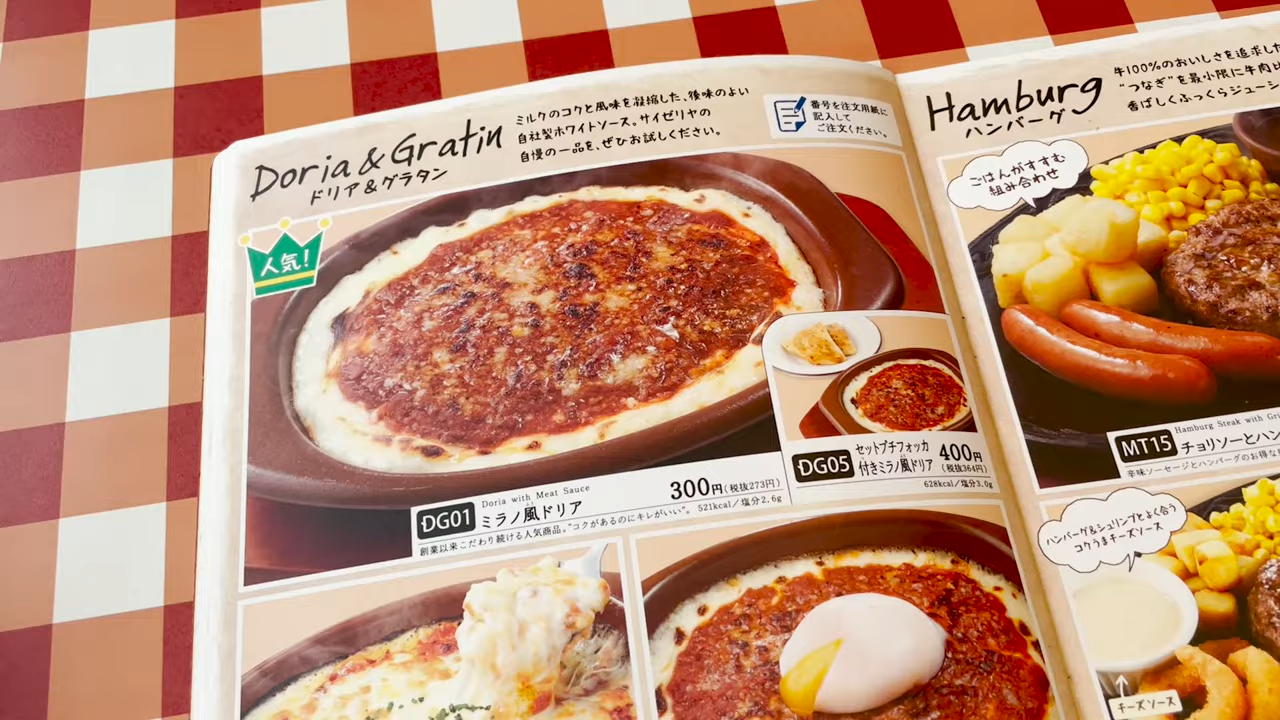 Doria & Gratin
ドリア&グラタン
ミルクのコクと風味を凝縮した、後味のよい
自社製ホワイトソース。サイゼリヤの
自慢の一品を、ぜひお試しください。
番号を注文用紙に
記入して
ご注文ください。
人気!
DG01
Doria with Meat Sauce
ミラノ風ドリア
300円(税抜273円)
創業以来こだわり続ける人気商品。"コクがあるのにキレがいい"。 521kcal/塩分2.6g
DG05
セットプチフォッカ
付きミラノ風ドリア
400円
(税抜364円)
628kcal/塩分3.0g
Hamburg
ハンバーグ
牛100%のおいしさを追求した
"つなぎ"を最小限に牛肉
香ばしくふっくらジューシ
ごはんがすすむ
組み合わせ
MT15
Hamburg Steak with Gri
チョリソーとハン
辛味ソーセージとハンバーグのお得な
ハンバーグ&シュリンプとよく合う
コクうまチーズソース
チーズソース